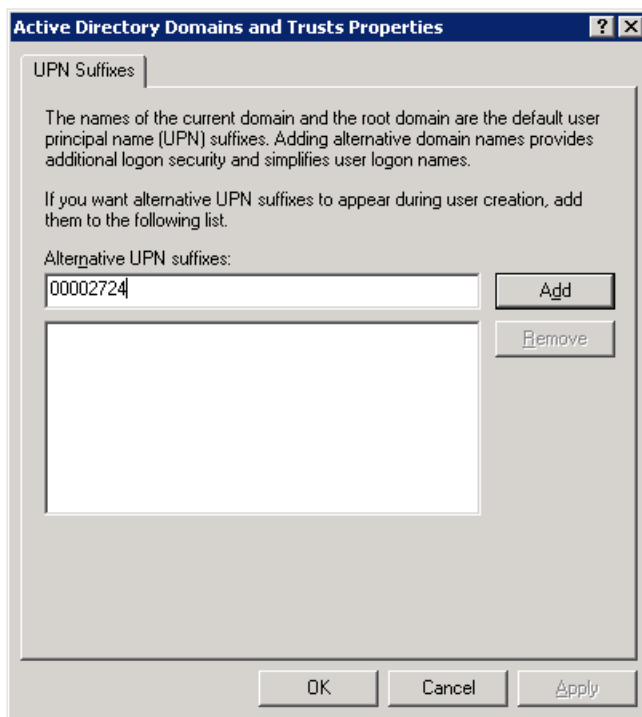 Active Directory Domains and Trusts Properties
UPN Suffixes
The names of the current domain and the root domain are the default user
principal name (UPN) suffixes. Adding alternative domain names provides
additional logon security and simplifies user logon names.
If you want alternative UPN suffixes to appear during user creation, add
them to the following list.
Alternative UPN suffixes:
00002724
Add
Remove
OK
Cancel
Apply